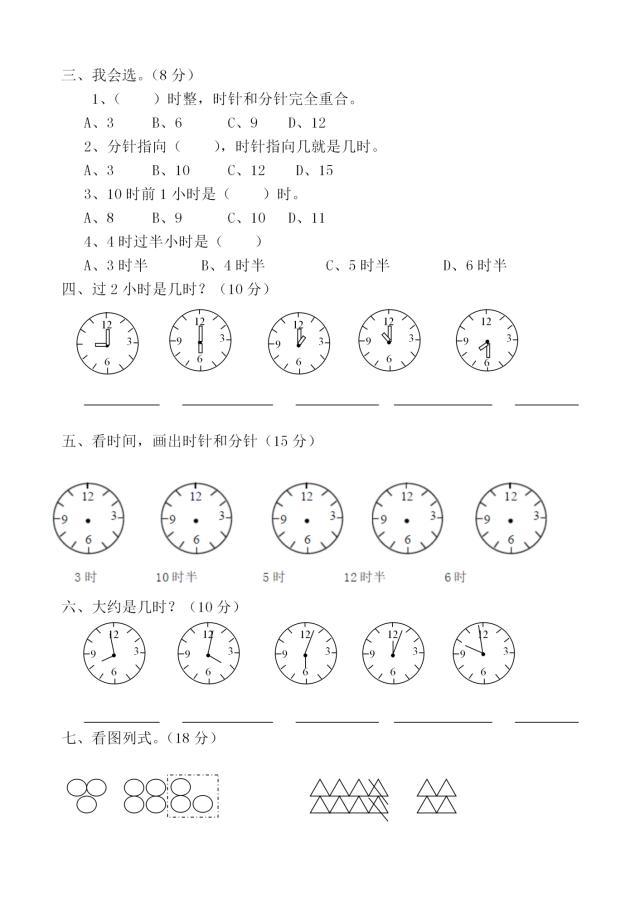 三、我会选。（8 分）
1、（　　）时整，时针和分针完全重合。
A、3　　B、6　　C、9　　D、12
2、分针指向（　　），时针指向几就是几时。
A、3　　B、10　　C、12　　D、15
3、10 时前 1 小时是（　　）时。
A、8　　B、9　　C、10　　D、11
4、4 时过半小时是（　　）
A、3 时半　　B、4 时半　　C、5 时半　　D、6 时半
四、过 2 小时是几时？（10 分）
12 3 6　　12 9 3 6　　12 9 3 6　　12 9 3 6　　12 9 3 6
五、看时间，画出时针和分针（15 分）
12 9 3 6　　12 9 3 6　　12 9 3 6　　12 9 3 6　　12 9 3 6
3 时　　10 时半　　5 时　　12 时半　　6 时
六、大约是几时？（10 分）
12 9 3 6　　12 9 3 6　　12 9 3 6　　12 9 3 6　　12 9 3 6
七、看图列式。（18 分）